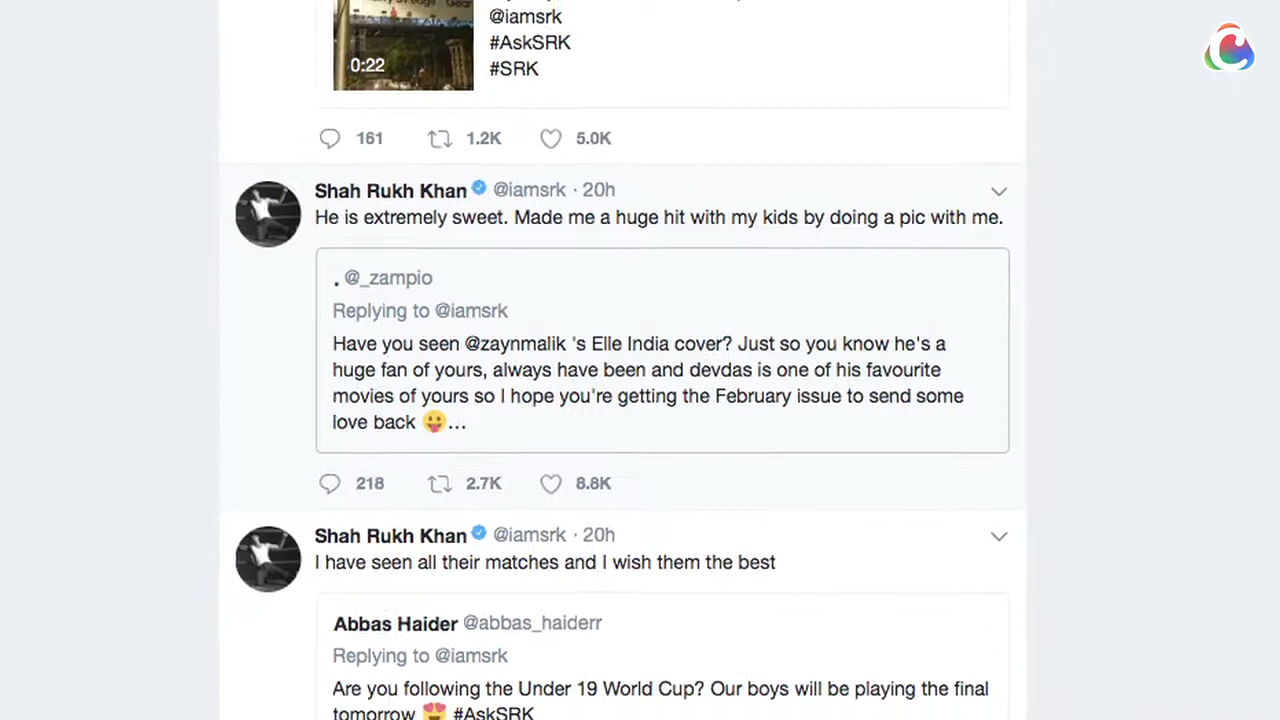 @iamsrk
#AskSRK
0:22
#SRK
161 1.2K 5.0K
Shah Rukh Khan @iamsrk · 20h
He is extremely sweet. Made me a huge hit with my kids by doing a pic with me.
. @_zampio
Replying to @iamsrk
Have you seen @zaynmalik 's Elle India cover? Just so you know he's a
huge fan of yours, always have been and devdas is one of his favourite
movies of yours so I hope you're getting the February issue to send some
love back 😛...
218 2.7K 8.8K
Shah Rukh Khan @iamsrk · 20h
I have seen all their matches and I wish them the best
Abbas Haider @abbas_haiderr
Replying to @iamsrk
Are you following the Under 19 World Cup? Our boys will be playing the final
tomorrow 😍 #AskSRK